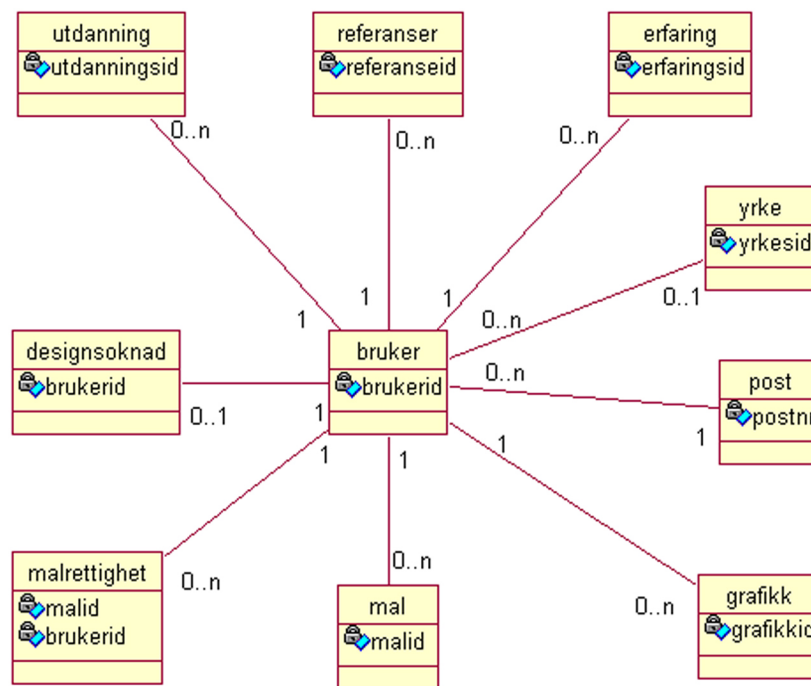 utdanning
utdanningsid
referanser
referanseid
erfaring
erfaringsid
0..n
0..n
0..n
yrke
yrkesid
0..1
0..n
1
1
1
designsoknad
brukerid
bruker
brukerid
0..n
post
postnr
1
0..1
1
1
1
1
malrettighet
malid
brukerid
0..n
0..n
mal
malid
0..n
grafikk
grafikkid